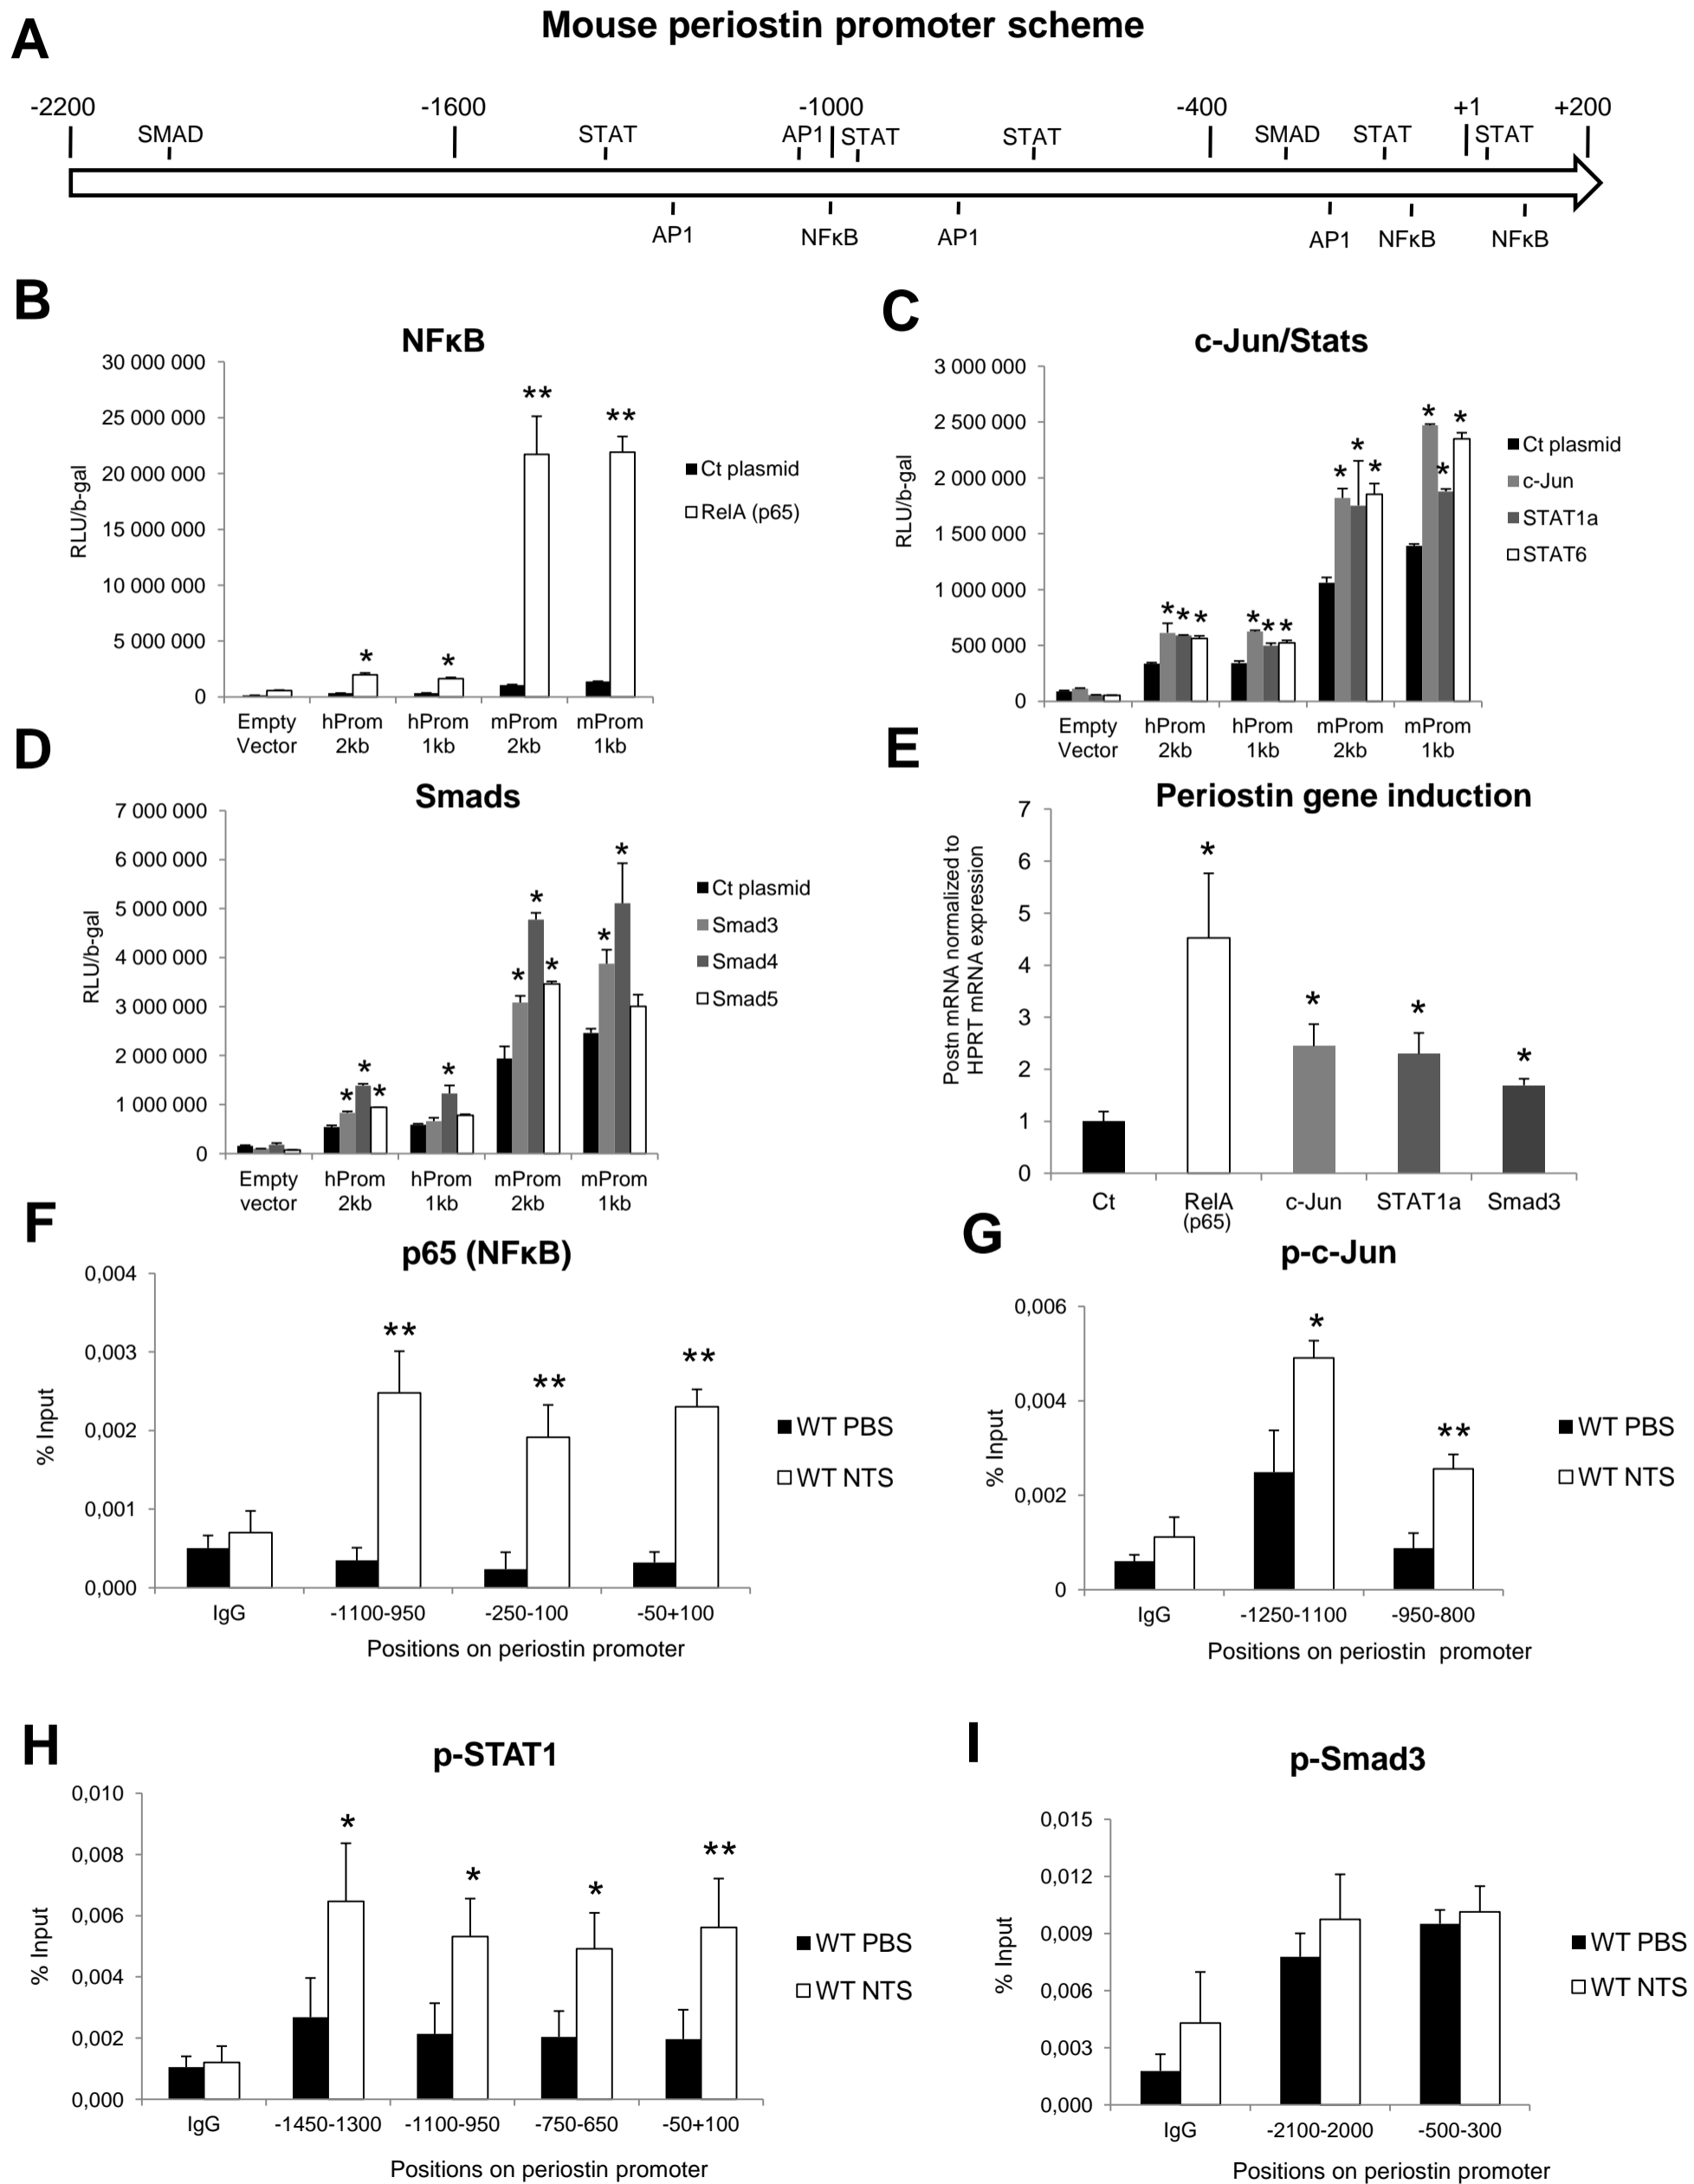 Mouse periostin promoter scheme
A
-2200 -1600 -1000 -400 +1 +200
SMAD STAT AP1 STAT STAT SMAD STAT STAT
AP1 NFκB AP1 AP1 NFκB NFκB
B
NFκB
30 000 000
25 000 000
20 000 000
15 000 000
10 000 000
5 000 000
0
RLU/b-gal
** **
* *
Ct plasmid
RelA (p65)
Empty Vector
hProm 2kb
hProm 1kb
mProm 2kb
mProm 1kb
C
c-Jun/Stats
3 000 000
2 500 000
2 000 000
1 500 000
1 000 000
500 000
0
RLU/b-gal
* * * * * * * * * * * *
Ct plasmid
c-Jun
STAT1a
STAT6
Empty Vector
hProm 2kb
hProm 1kb
mProm 2kb
mProm 1kb
D
Smads
7 000 000
6 000 000
5 000 000
4 000 000
3 000 000
2 000 000
1 000 000
0
RLU/b-gal
* * * * * * * * *
Ct plasmid
Smad3
Smad4
Smad5
Empty vector
hProm 2kb
hProm 1kb
mProm 2kb
mProm 1kb
E
Periostin gene induction
7
6
5
4
3
2
1
0
Postn mRNA normalized to
HPRT mRNA expression
* * * *
Ct
RelA (p65)
c-Jun
STAT1a
Smad3
F
p65 (NFκB)
0,004
0,003
0,002
0,001
0,000
% Input
** ** **
WT PBS
WT NTS
IgG -1100-950 -250-100 -50+100
Positions on periostin promoter
G
p-c-Jun
0,006
0,004
0,002
0
% Input
* **
WT PBS
WT NTS
IgG -1250-1100 -950-800
Positions on periostin promoter
H
p-STAT1
0,010
0,008
0,006
0,004
0,002
0,000
% Input
* * * **
WT PBS
WT NTS
IgG -1450-1300 -1100-950 -750-650 -50+100
Positions on periostin promoter
I
p-Smad3
0,015
0,012
0,009
0,006
0,003
0,000
% Input
WT PBS
WT NTS
IgG -2100-2000 -500-300
Positions on periostin promoter